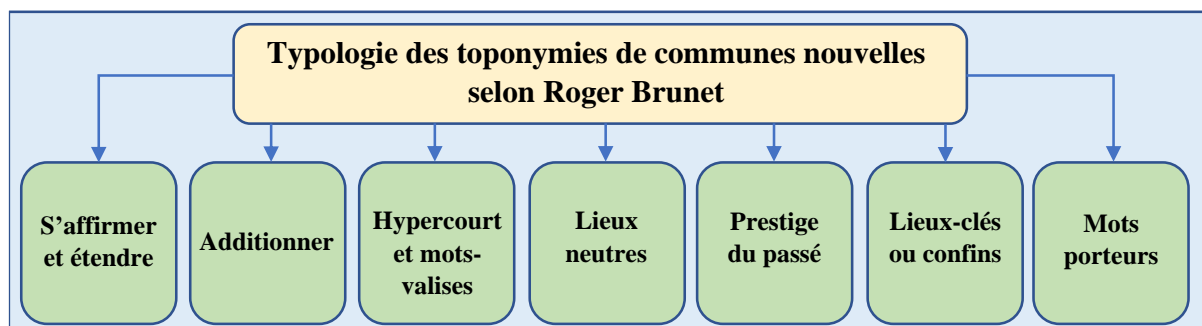 Typologie des toponymies de communes nouvelles
selon Roger Brunet
S’affirmer
et étendre
Additionner
Hypercourt
et mots-
valises
Lieux
neutres
Prestige
du passé
Lieux-clés
ou confins
Mots
porteurs